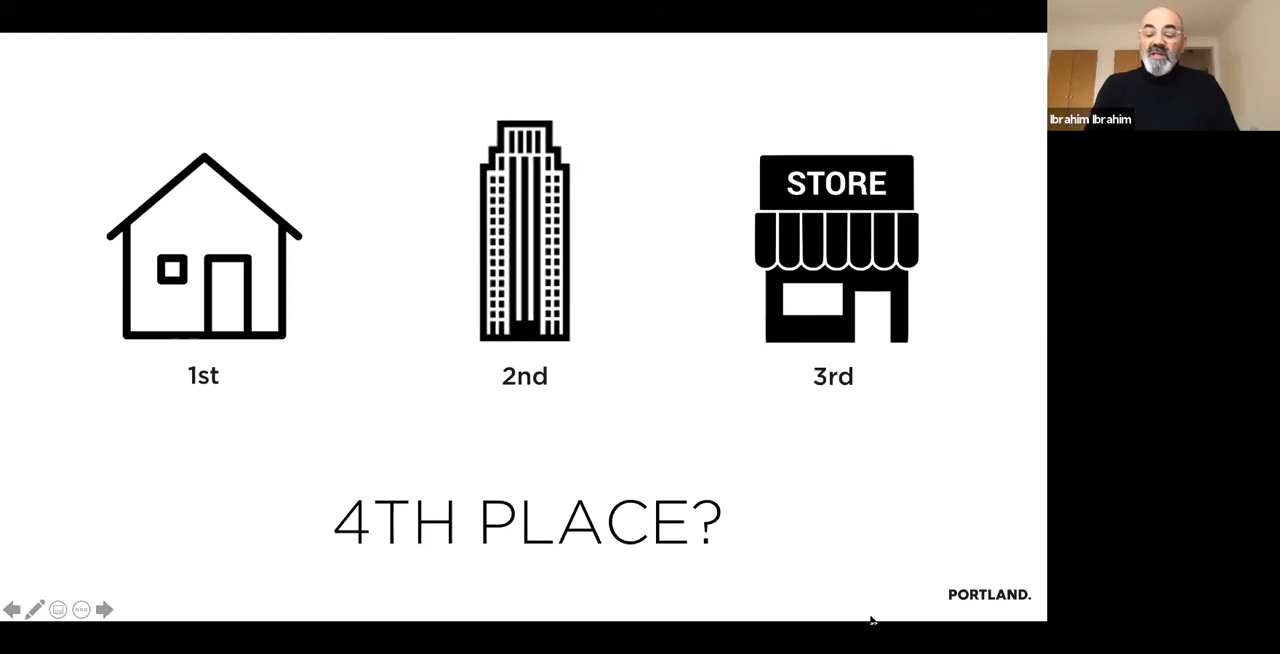 Ibrahim Ibrahim
STORE
1st
2nd
3rd
4TH PLACE?
PORTLAND.